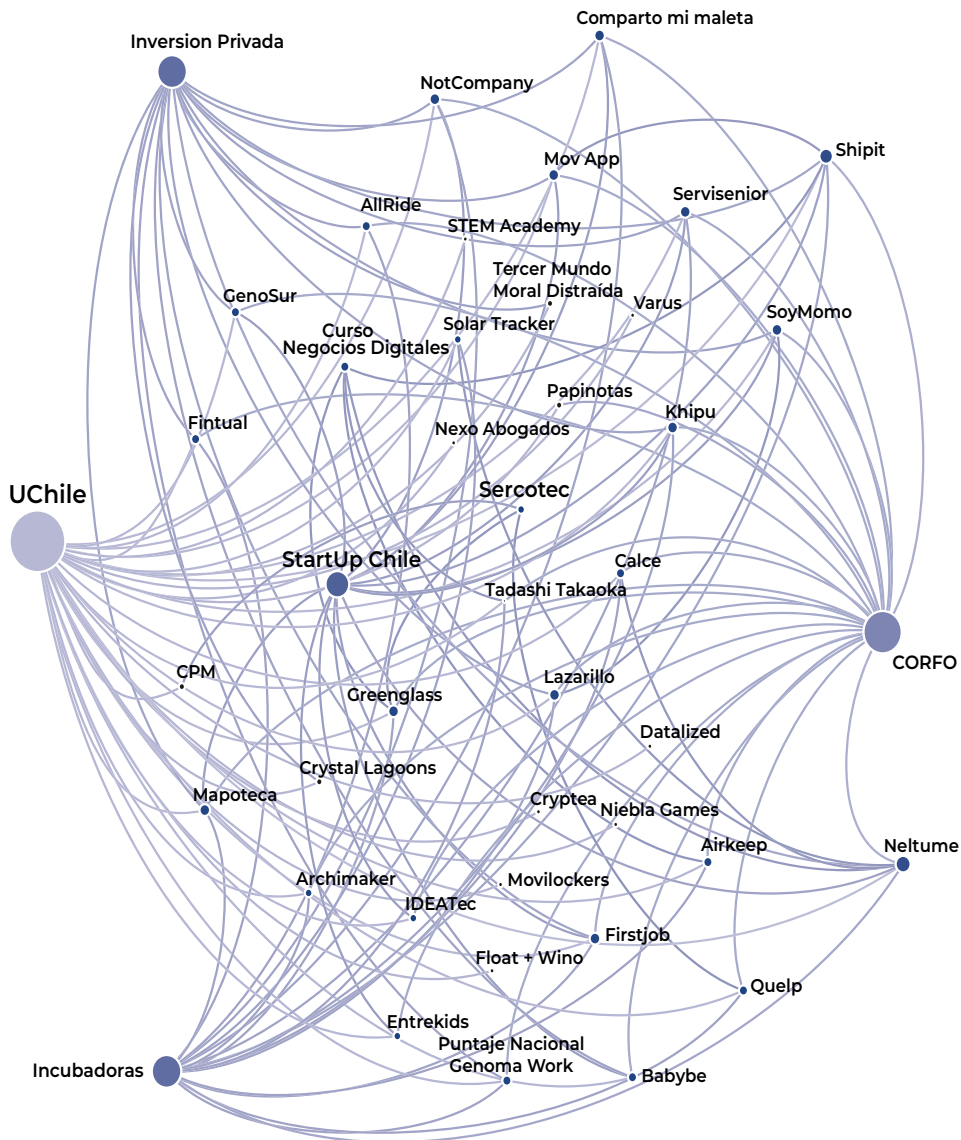 Comparto mi maleta
Inversion Privada
NotCompany
Shipit
Mov App
Servisenior
AllRide
STEM Academy
Tercer Mundo
Moral Distraída
GenoSur
Varus
SoyMomo
Solar Tracker
Curso
Negocios Digitales
Papinotas
Khipu
Fintual
Nexo Abogados
UChile
Sercotec
StartUp Chile
Calce
Tadashi Takaoka
CORFO
CPM
Lazarillo
Greenglass
Datalized
Crystal Lagoons
Mapoteca
Cryptea
Niebla Games
Airkeep
Neltume
Archimaker
Movilockers
IDEATec
Firstjob
Float + Wino
Quelp
Entrekids
Puntaje Nacional
Genoma Work
Incubadoras
Babybe